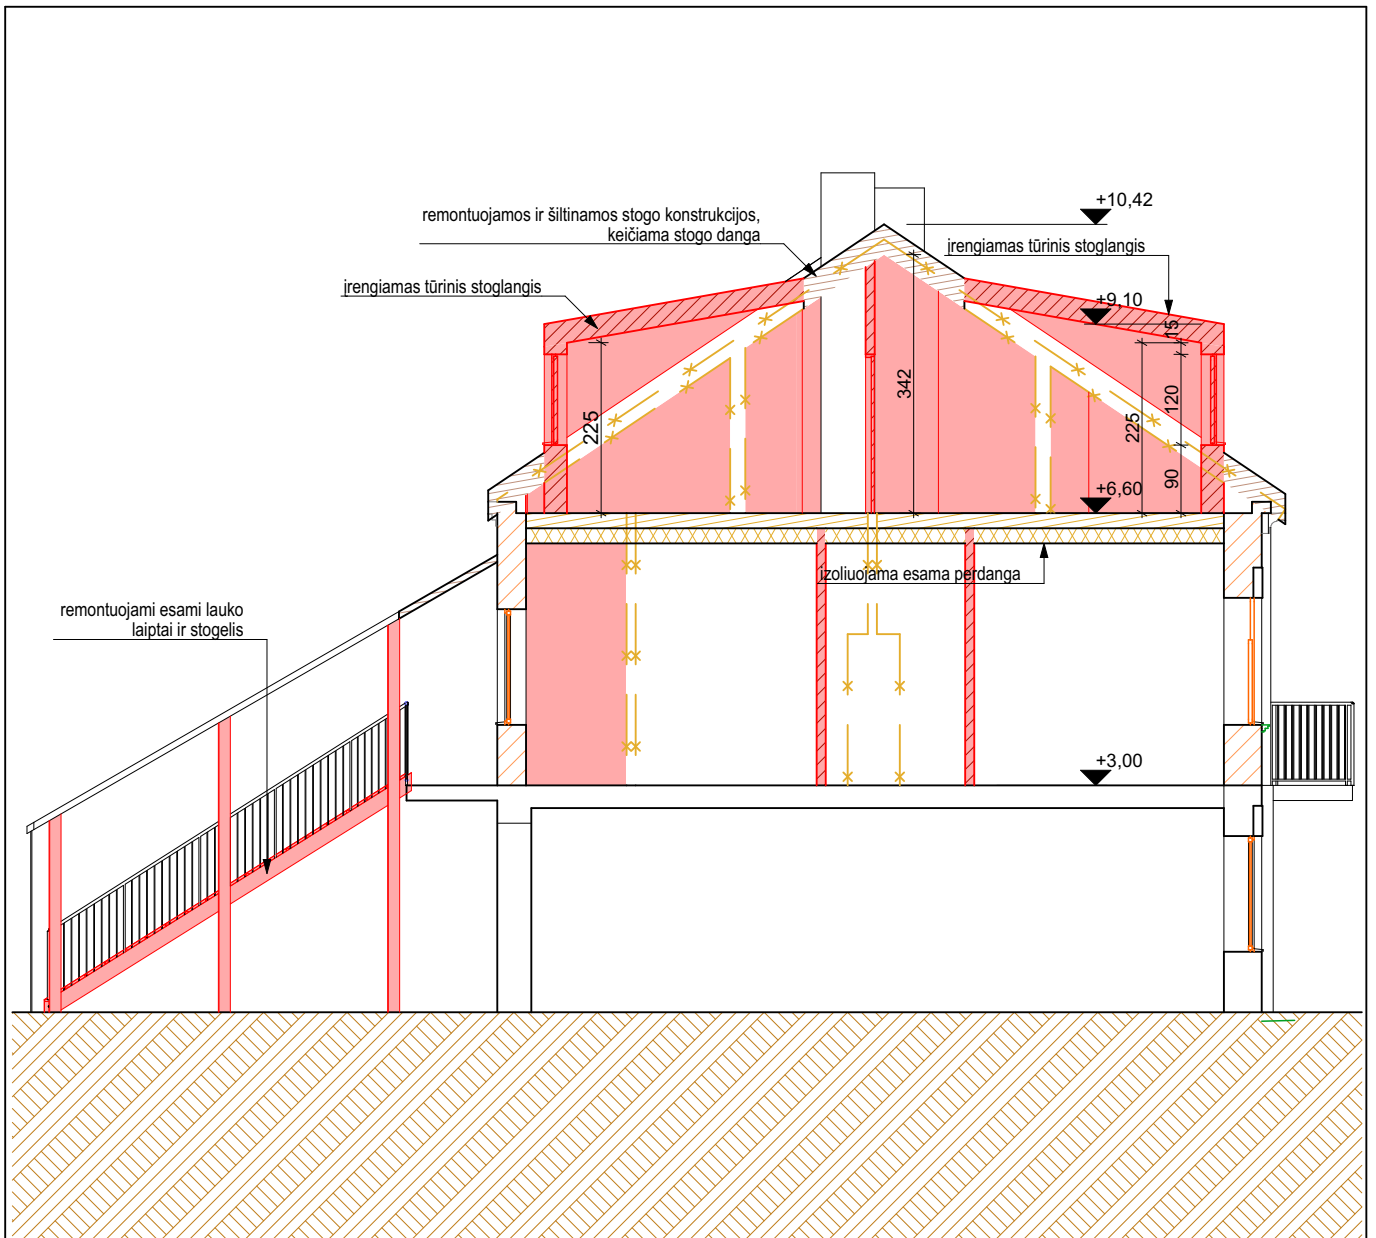 +10,42
remontuojamos ir šiltinamos stogo konstrukcijos,
keičiama stogo danga
įrengiamas tūrinis stoglangis
įrengiamas tūrinis stoglangis
+9,10
15
342
120
225
225
90
+6,60
izoliuojama esama perdanga
remontuojami esami lauko
laiptai ir stogelis
+3,00